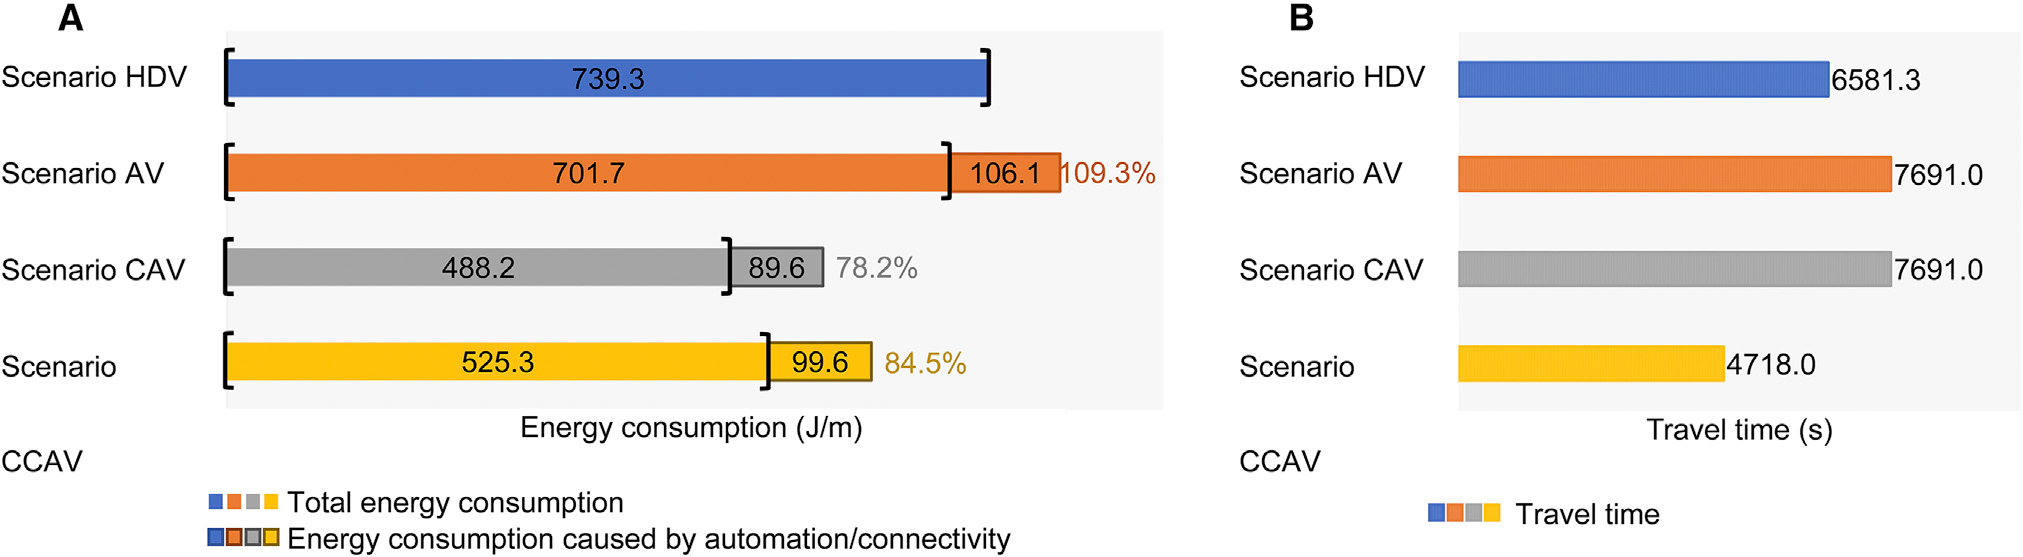 A
Scenario HDV
739.3
Scenario AV
701.7
106.1
109.3%
Scenario CAV
488.2
89.6
78.2%
Scenario
525.3
99.6
84.5%
Energy consumption (J/m)
CCAV
Total energy consumption
Energy consumption caused by automation/connectivity
B
Scenario HDV
6581.3
Scenario AV
7691.0
Scenario CAV
7691.0
Scenario
4718.0
Travel time (s)
CCAV
Travel time